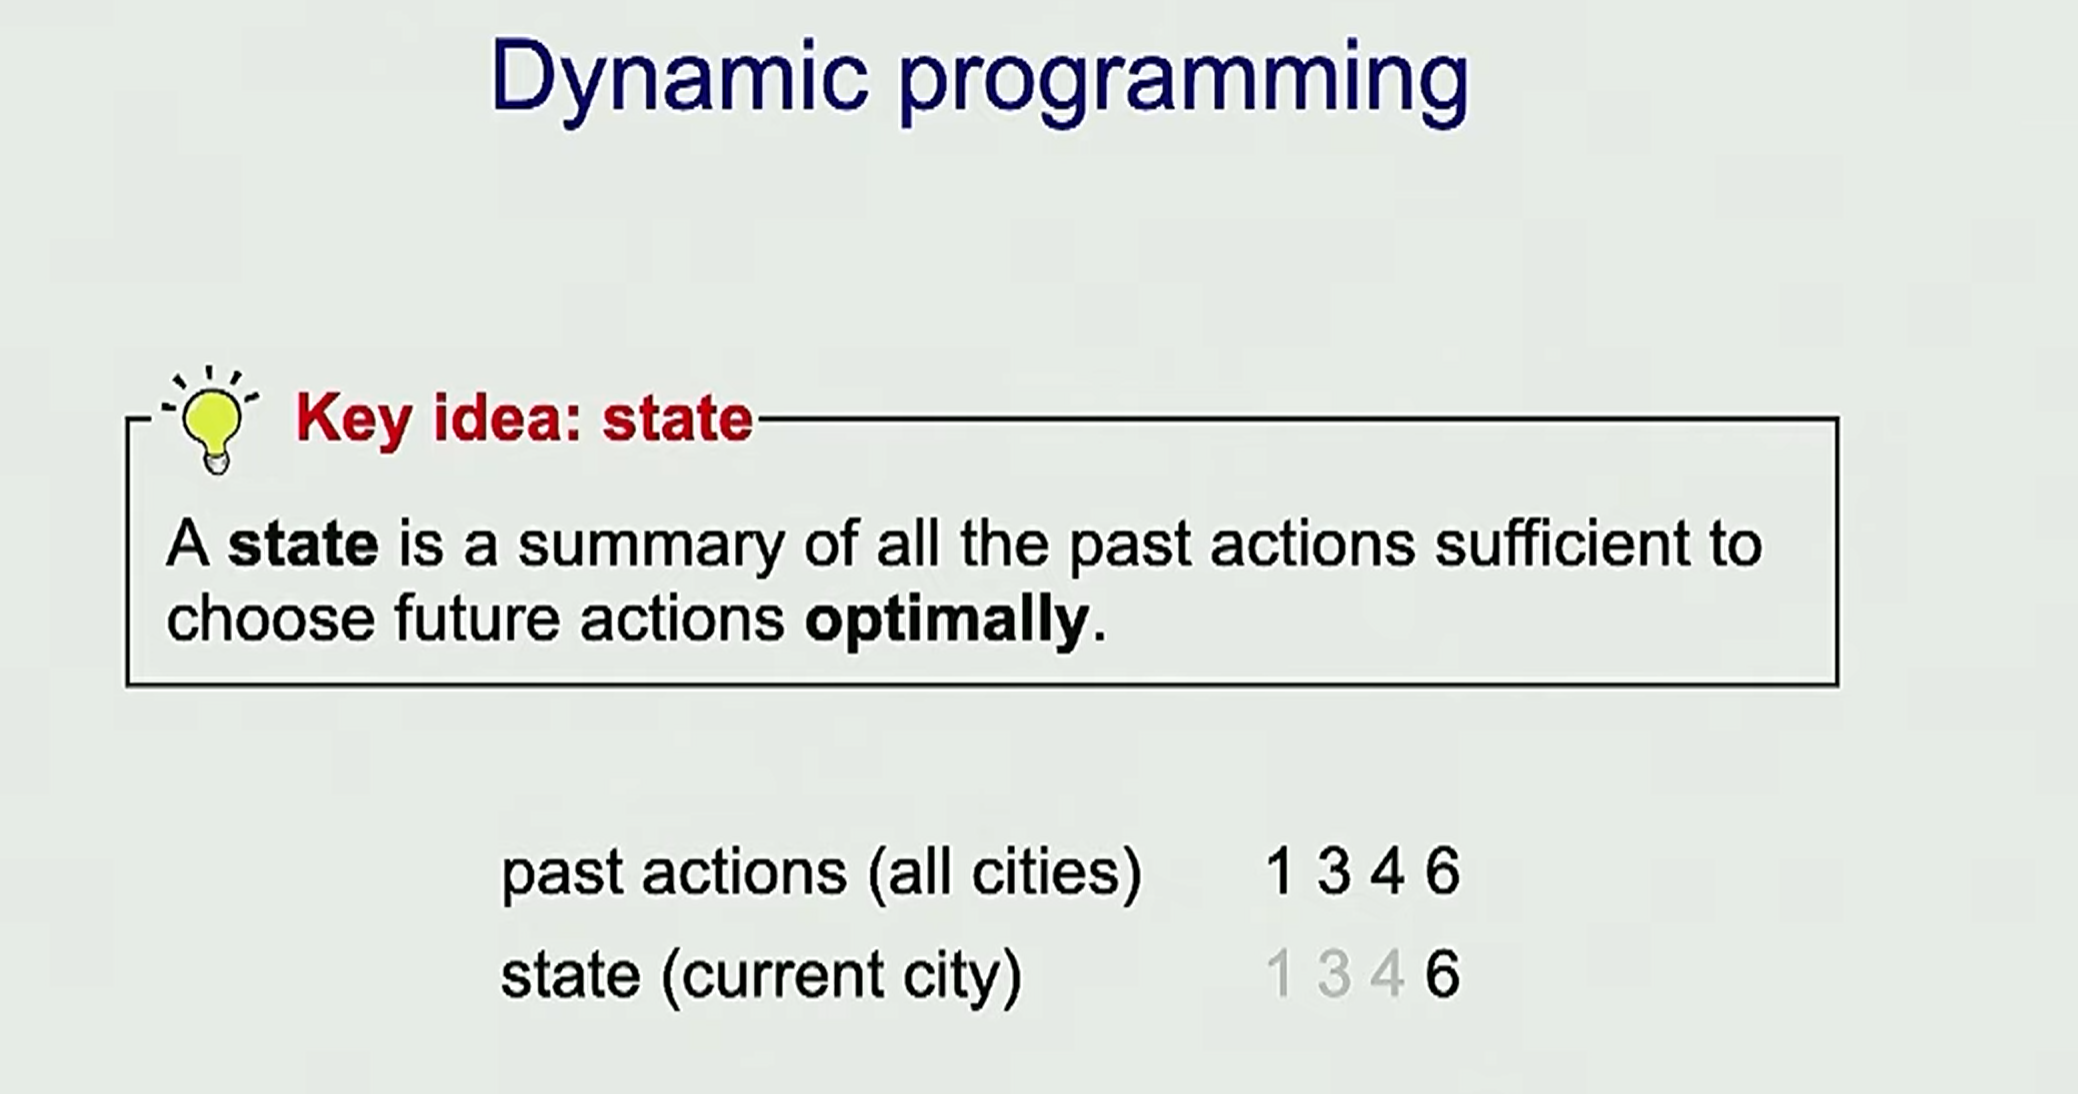 Dynamic programming
Key idea: state
A state is a summary of all the past actions sufficient to
choose future actions optimally.
past actions (all cities) 1 3 4 6
state (current city) 1 3 4 6